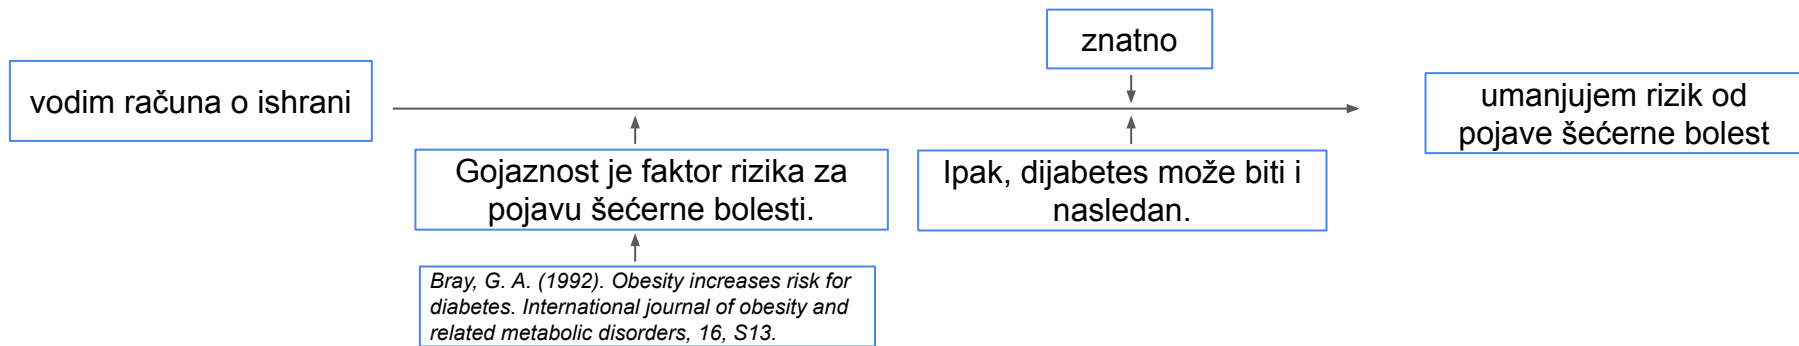 znatno
vodim računa o ishrani
umanjujem rizik od
pojave šećerne bolest
Gojaznost je faktor rizika za
pojavu šećerne bolesti.
Ipak, dijabetes može biti i
nasledan.
Bray, G. A. (1992). Obesity increases risk for
diabetes. International journal of obesity and
related metabolic disorders, 16, S13.